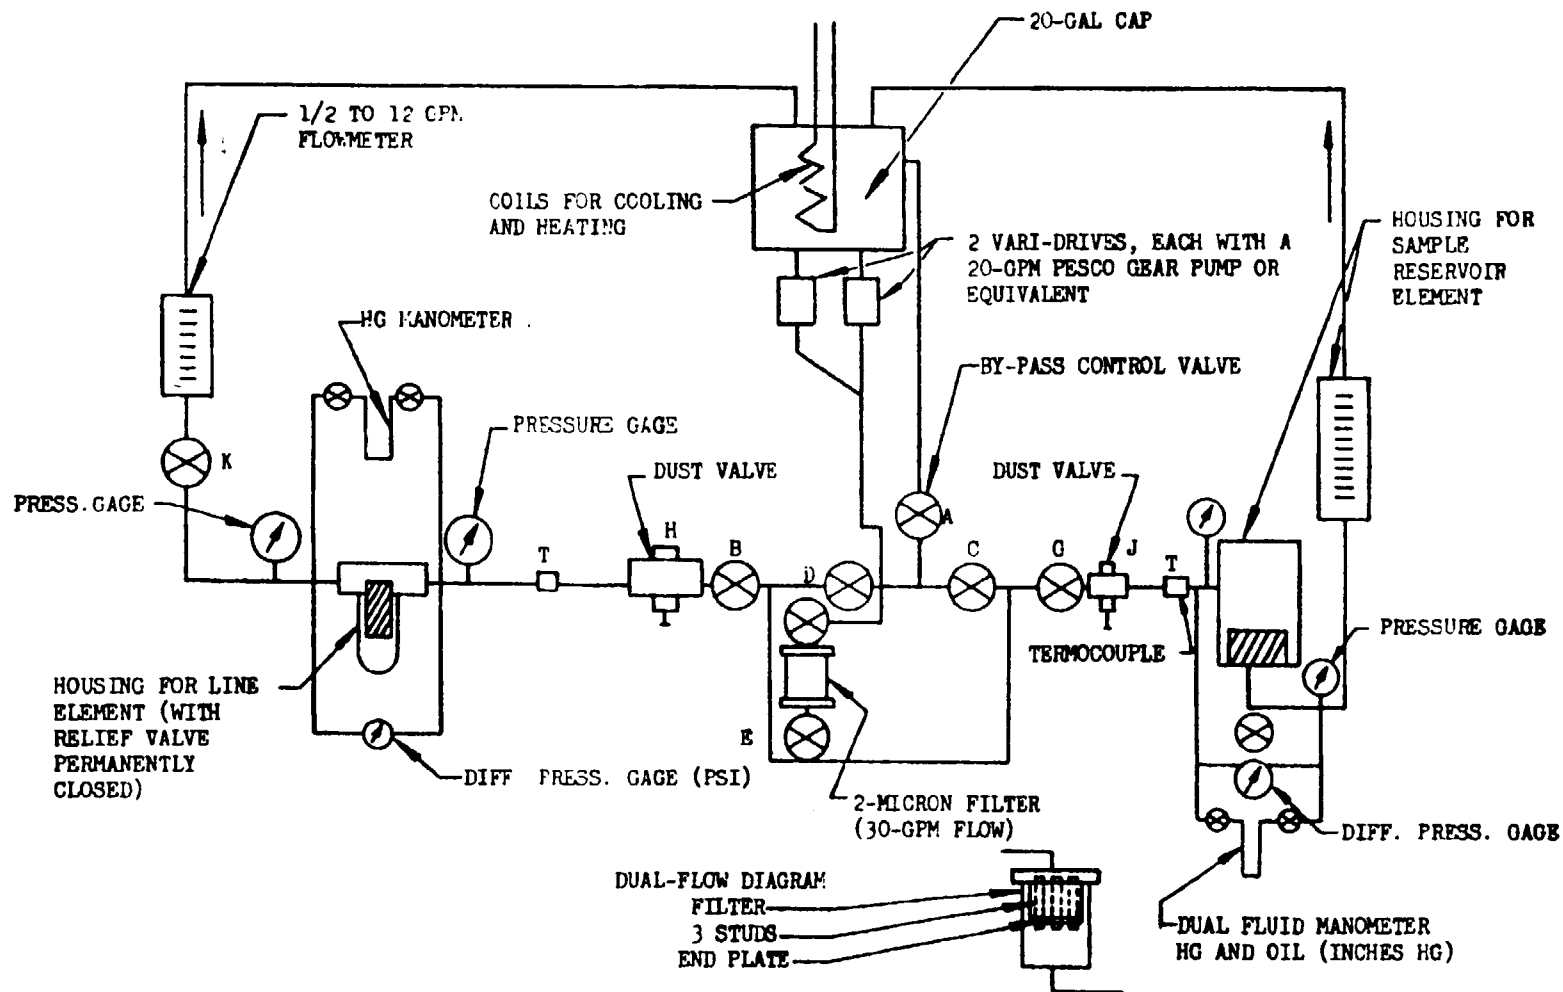 20-GAL CAP
1/2 TO 12 GPM
FLOWMETER
COILS FOR COOLING
AND HEATING
2 VARI-DRIVES, EACH WITH A
20-GPM PESCO GEAR PUMP OR
EQUIVALENT
HOUSING FOR
SAMPLE
RESERVOIR
ELEMENT
HG MANOMETER
BY-PASS CONTROL VALVE
K
PRESSURE GAGE
DUST VALVE
DUST VALVE
PRESS.GAGE
A
H
B
C
G
J
T
D
T
PRESSURE GAGE
TERMOCOUPLE
HOUSING FOR LINE
ELEMENT (WITH
RELIEF VALVE
PERMANENTLY
CLOSED)
E
DIFF PRESS. GAGE (PSI)
2-MICRON FILTER
(30-GPM FLOW)
DIFF. PRESS. GAGE
DUAL-FLOW DIAGRAM
FILTER
3 STUDS
END PLATE
DUAL FLUID MANOMETER
HG AND OIL (INCHES HG)